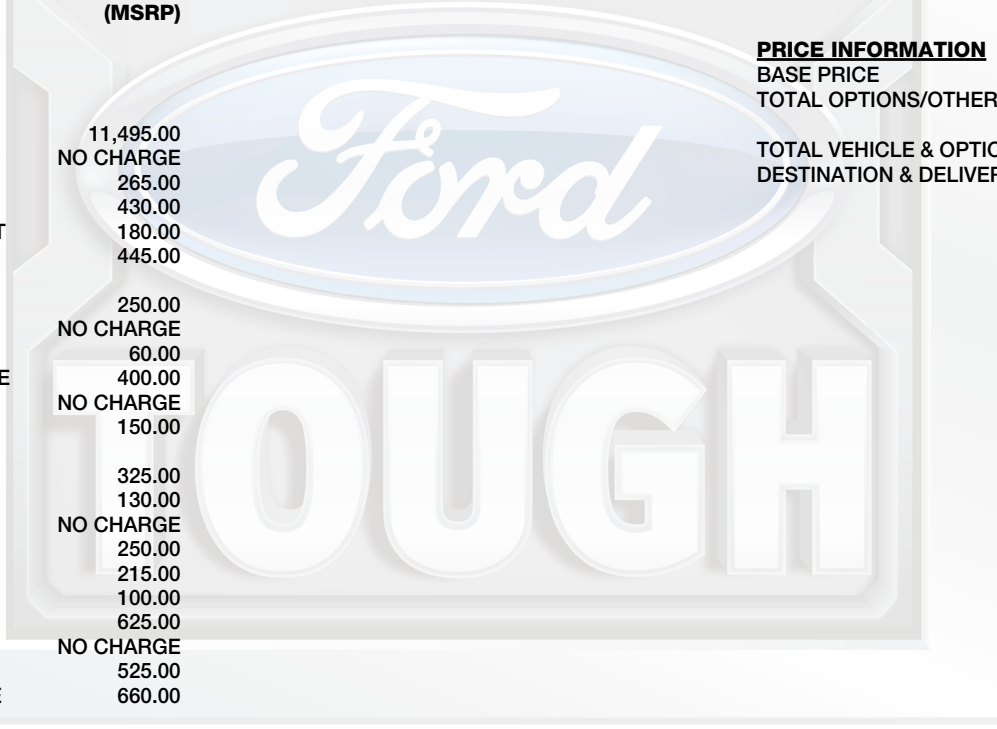 (MSRP)
11,495.00
NO CHARGE
265.00
430.00
T 180.00
445.00
250.00
NO CHARGE
60.00
E 400.00
NO CHARGE
150.00
325.00
130.00
NO CHARGE
250.00
215.00
100.00
625.00
NO CHARGE
525.00
E 660.00
PRICE INFORMATION
BASE PRICE
TOTAL OPTIONS/OTHER
TOTAL VEHICLE & OPTIO
DESTINATION & DELIVER
Ford
TOUGH